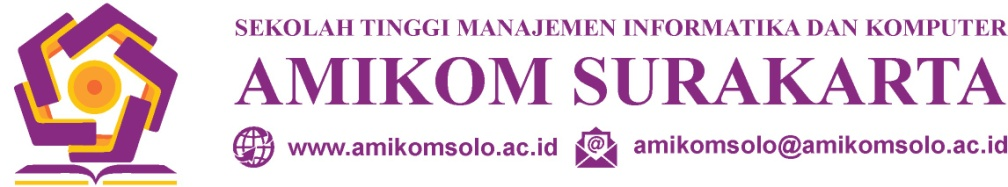 SEKOLAH TINGGI MANAJEMEN INFORMATIKA DAN KOMPUTER
AMIKOM SURAKARTA
www.amikomsolo.ac.id @ amikomsolo@amikomsolo.ac.id